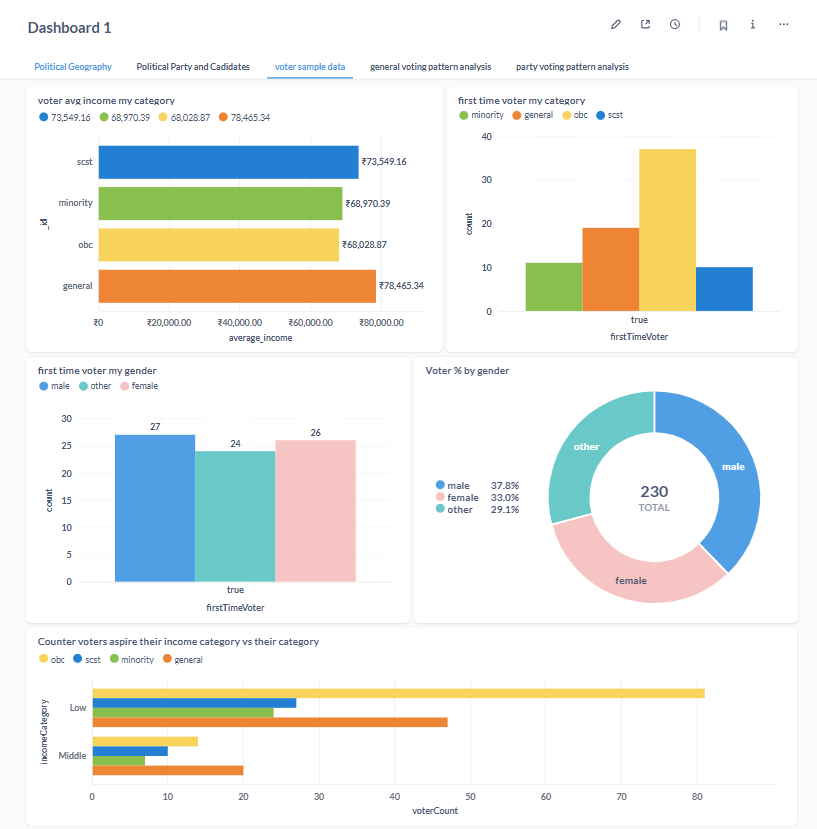 Dashboard 1
Political Geography Political Party and Cadidates voter sample data general voting pattern analysis party voting pattern analysis
voter avg income my category
73,549.16 68,970.39 68,028.87 78,465.34
_id
scst ₹73,549.16
minority ₹68,970.39
obc ₹68,028.87
general ₹78,465.34
₹0 ₹20,000.00 ₹40,000.00 ₹60,000.00 ₹80,000.00
average_income
first time voter my category
minority general obc scst
count
40
30
20
10
0
true
firstTimeVoter
first time voter my gender
male other female
count
30
25
20
15
10
5
0
27 24 26
true
firstTimeVoter
Voter % by gender
male 37.8%
female 33.0%
other 29.1%
other
male
female
230
TOTAL
Counter voters aspire their income category vs their category
obc scst minority general
incomeCategory
Low
Middle
0 10 20 30 40 50 60 70 80
voterCount